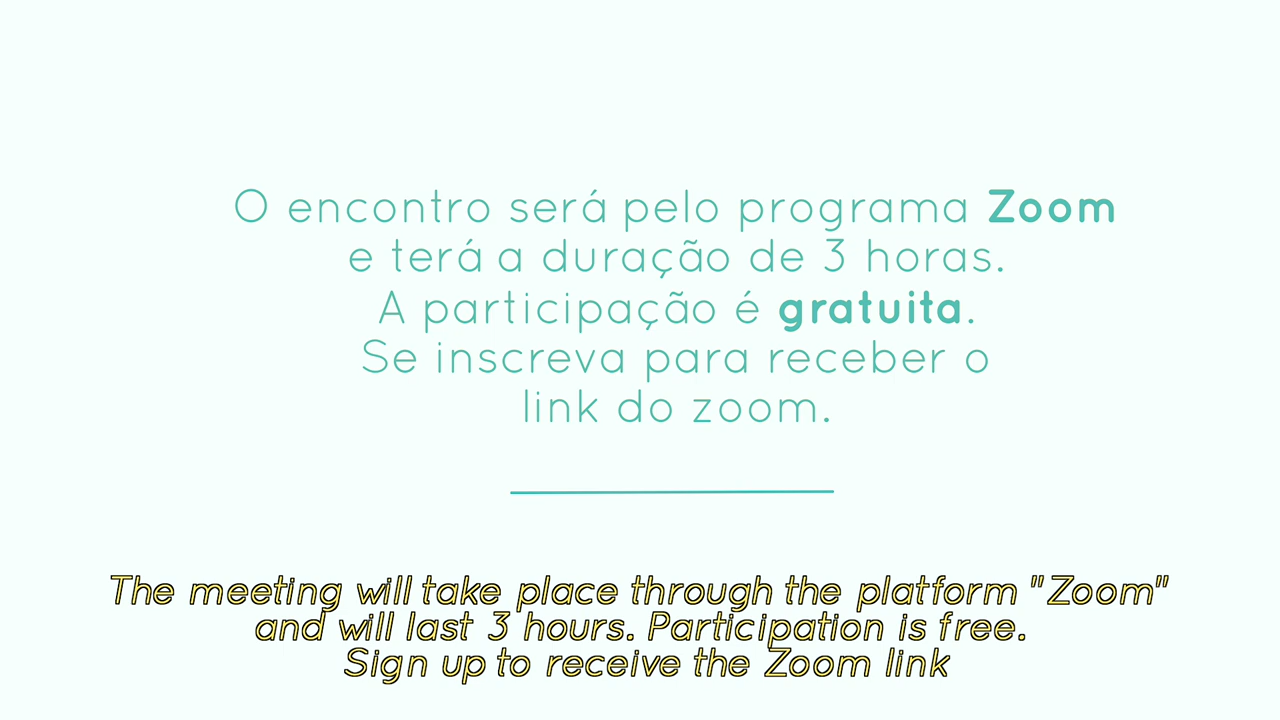 O encontro será pelo programa Zoom
e terá a duração de 3 horas.
A participação é gratuita.
Se inscreva para receber o
link do zoom.
The meeting will take place through the platform "Zoom"
and will last 3 hours. Participation is free.
Sign up to receive the Zoom link